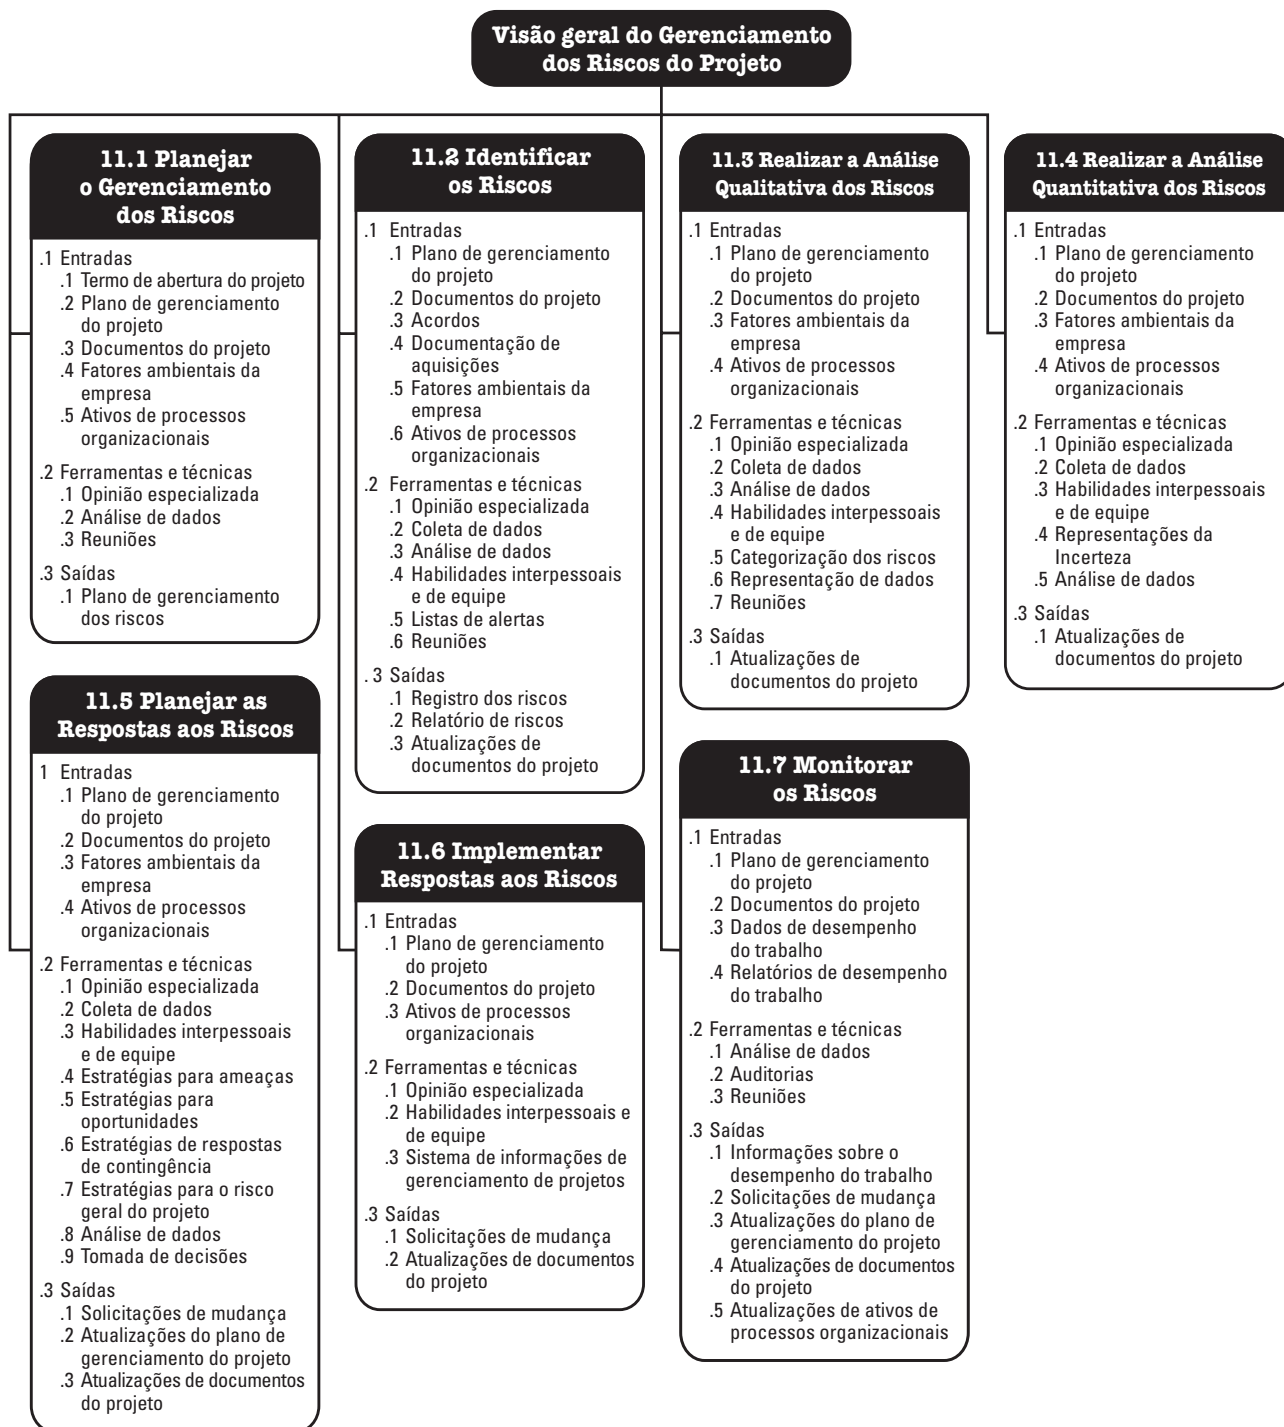 Visão geral do Gerenciamento
dos Riscos do Projeto
11.1 Planejar
o Gerenciamento
dos Riscos
.1 Entradas
.1 Termo de abertura do projeto
.2 Plano de gerenciamento
do projeto
.3 Documentos do projeto
.4 Fatores ambientais da
empresa
.5 Ativos de processos
organizacionais
.2 Ferramentas e técnicas
.1 Opinião especializada
.2 Análise de dados
.3 Reuniões
.3 Saídas
.1 Plano de gerenciamento
dos riscos
11.2 Identificar
os Riscos
.1 Entradas
.1 Plano de gerenciamento
do projeto
.2 Documentos do projeto
.3 Acordos
.4 Documentação de
aquisições
.5 Fatores ambientais da
empresa
.6 Ativos de processos
organizacionais
.2 Ferramentas e técnicas
.1 Opinião especializada
.2 Coleta de dados
.3 Análise de dados
.4 Habilidades interpessoais
e de equipe
.5 Listas de alertas
.6 Reuniões
. 3 Saídas
.1 Registro dos riscos
.2 Relatório de riscos
.3 Atualizações de
documentos do projeto
11.3 Realizar a Análise
Qualitativa dos Riscos
.1 Entradas
.1 Plano de gerenciamento
do projeto
.2 Documentos do projeto
.3 Fatores ambientais da
empresa
.4 Ativos de processos
organizacionais
.2 Ferramentas e técnicas
.1 Opinião especializada
.2 Coleta de dados
.3 Análise de dados
.4 Habilidades interpessoais
e de equipe
.5 Categorização dos riscos
.6 Representação de dados
.7 Reuniões
.3 Saídas
.1 Atualizações de
documentos do projeto
11.4 Realizar a Análise
Quantitativa dos Riscos
.1 Entradas
.1 Plano de gerenciamento
do projeto
.2 Documentos do projeto
.3 Fatores ambientais da
empresa
.4 Ativos de processos
organizacionais
.2 Ferramentas e técnicas
.1 Opinião especializada
.2 Coleta de dados
.3 Habilidades interpessoais
e de equipe
.4 Representações da
Incerteza
.5 Análise de dados
.3 Saídas
.1 Atualizações de
documentos do projeto
11.5 Planejar as
Respostas aos Riscos
1 Entradas
.1 Plano de gerenciamento
do projeto
.2 Documentos do projeto
.3 Fatores ambientais da
empresa
.4 Ativos de processos
organizacionais
.2 Ferramentas e técnicas
.1 Opinião especializada
.2 Coleta de dados
.3 Habilidades interpessoais
e de equipe
.4 Estratégias para ameaças
.5 Estratégias para
oportunidades
.6 Estratégias de respostas
de contingência
.7 Estratégias para o risco
geral do projeto
.8 Análise de dados
.9 Tomada de decisões
.3 Saídas
.1 Solicitações de mudança
.2 Atualizações do plano de
gerenciamento do projeto
.3 Atualizações de documentos
do projeto
11.6 Implementar
Respostas aos Riscos
.1 Entradas
.1 Plano de gerenciamento
do projeto
.2 Documentos do projeto
.3 Ativos de processos
organizacionais
.2 Ferramentas e técnicas
.1 Opinião especializada
.2 Habilidades interpessoais e
de equipe
.3 Sistema de informações de
gerenciamento de projetos
.3 Saídas
.1 Solicitações de mudança
.2 Atualizações de documentos
do projeto
11.7 Monitorar
os Riscos
.1 Entradas
.1 Plano de gerenciamento
do projeto
.2 Documentos do projeto
.3 Dados de desempenho
do trabalho
.4 Relatórios de desempenho
do trabalho
.2 Ferramentas e técnicas
.1 Análise de dados
.2 Auditorias
.3 Reuniões
.3 Saídas
.1 Informações sobre o
desempenho do trabalho
.2 Solicitações de mudança
.3 Atualizações do plano de
gerenciamento do projeto
.4 Atualizações de documentos
do projeto
.5 Atualizações de ativos de
processos organizacionais